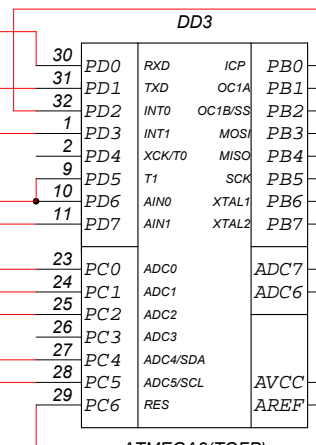 DD3
30 PD0 RXD ICP PB0
31 PD1 TXD OC1A PB1
32 PD2 INT0 OC1B/SS PB2
1 PD3 INT1 MOSI PB3
2 PD4 XCK/T0 MISO PB4
9 PD5 T1 SCK PB5
10 PD6 AIN0 XTAL1 PB6
11 PD7 AIN1 XTAL2 PB7
23 PC0 ADC0 ADC7
24 PC1 ADC1 ADC6
25 PC2 ADC2
26 PC3 ADC3
27 PC4 ADC4/SDA
28 PC5 ADC5/SCL AVCC
29 PC6 RES AREF
ATMEGA8(TQFP)